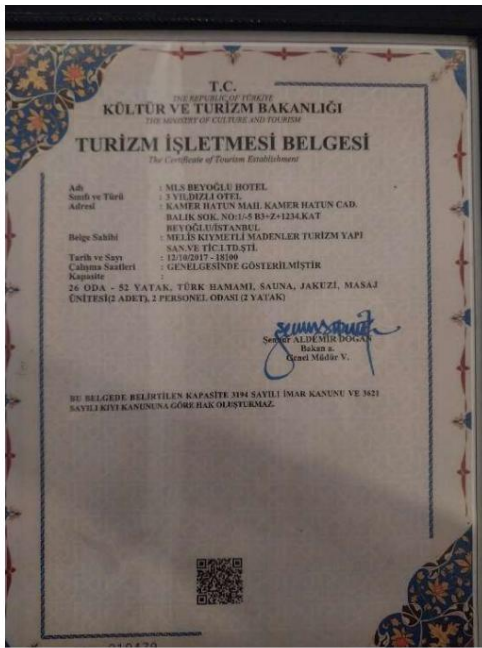 T.C.
THE REPUBLIC OF TÜRKİYE
KÜLTÜR VE TURİZM BAKANLIĞI
THE MINISTRY OF CULTURE AND TOURISM
TURİZM İŞLETMESİ BELGESİ
The Certificate of Tourism Establishment
Adı : MLS BEYOĞLU HOTEL
Sınıfı ve Türü : 3 YILDIZLI OTEL
Adresi : KAMER HATUN MAH. KAMER HATUN CAD.
BALIK SOK. NO:1/-5 B3+Z+1234.KAT
BEYOĞLU/İSTANBUL
Belge Sahibi : MELİS KIYMETLİ MADENLER TURİZM YAPI
SAN.VE TİC.LTD.ŞTİ.
Tarih ve Sayı : 12/10/2017 - 18100
Çalışma Saatleri : GENELGESİNDE GÖSTERİLMİŞTİR
Kapasite :
26 ODA - 52 YATAK, TÜRK HAMAMI, SAUNA, JAKUZİ, MASAJ
ÜNİTESİ(2 ADET), 2 PERSONEL ODASI (2 YATAK)
ALDEMİR DOĞAN
Bakan a.
Genel Müdür V.
BU BELGEDE BELİRTİLEN KAPASİTE 3194 SAYILI İMAR KANUNU VE 3621
SAYILI KIYI KANUNUNA GÖRE HAK OLUŞTURMAZ.